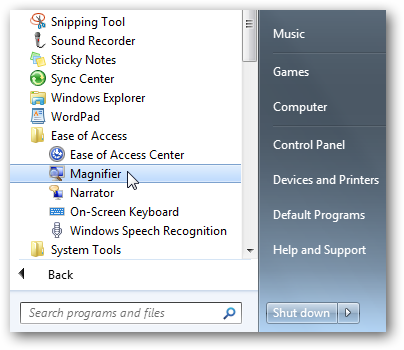 Snipping Tool
Sound Recorder
Sticky Notes
Sync Center
Windows Explorer
WordPad
Ease of Access
Ease of Access Center
Magnifier
Narrator
On-Screen Keyboard
Windows Speech Recognition
System Tools
Back
Search programs and files
Music
Games
Computer
Control Panel
Devices and Printers
Default Programs
Help and Support
Shut down